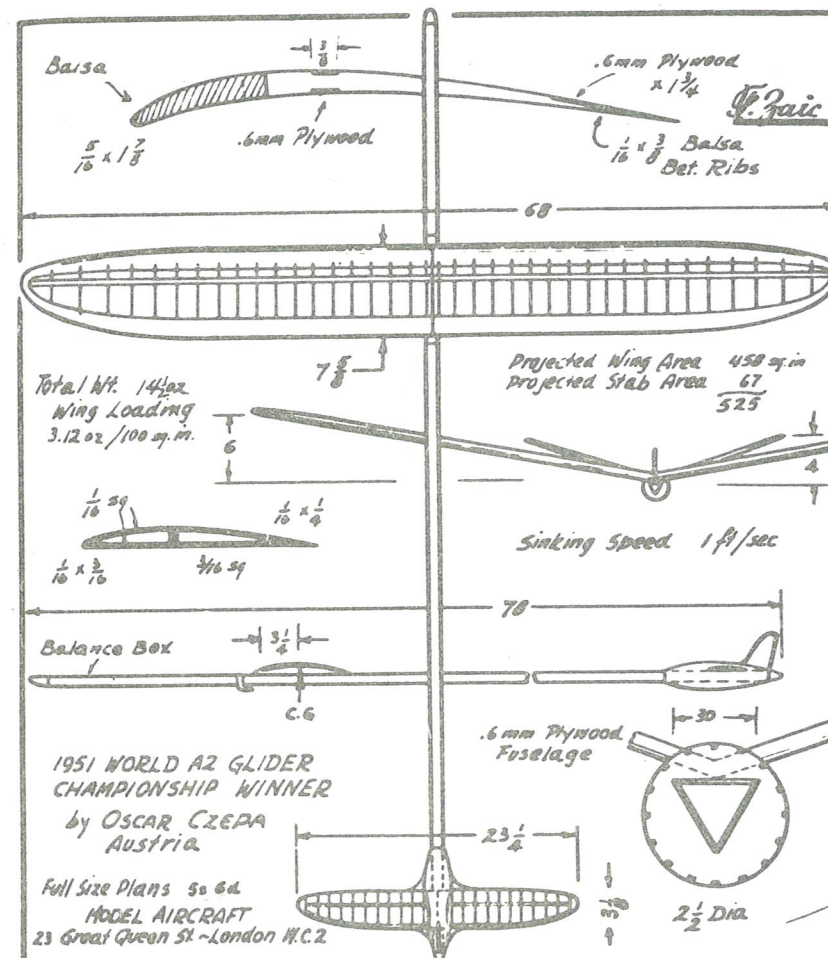 Balsa
3/8
.6mm Plywood
x 1 3/4
F. Zaic
5/16 x 1 7/8
.6mm Plywood
1/16 x 3/8 Balsa
Bet. Ribs
68
7 5/8
Total Wt. 14 1/2 oz
Wing Loading
3.12 oz/100 sq.in.
Projected Wing Area 458 sq.in
Projected Stab Area 67
525
6
4
1/16 sq
1/16 x 1/4
1/16 x 3/16
3/16 sq
Sinking Speed 1 ft/sec
78
Balance Box
3 1/4
C.G
.6mm Plywood
Fuselage
30
1951 WORLD A2 GLIDER
CHAMPIONSHIP WINNER
by OSCAR CZEPA
Austria
23 1/4
Full Size Plans 5s 6d
MODEL AIRCRAFT
23 Great Queen St ~ London W.C.2
3 1/8
2 1/2 Dia